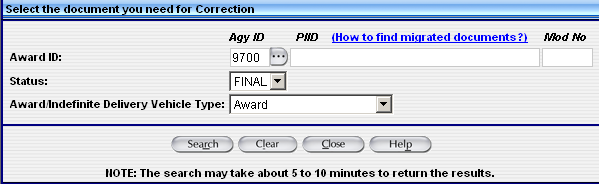 Select the document you need for Correction
Agy ID PIID (How to find migrated documents?) Mod No
Award ID: 9700 ...
Status: FINAL
Award/Indefinite Delivery Vehicle Type: Award
Search Clear Close Help
NOTE: The search may take about 5 to 10 minutes to return the results.